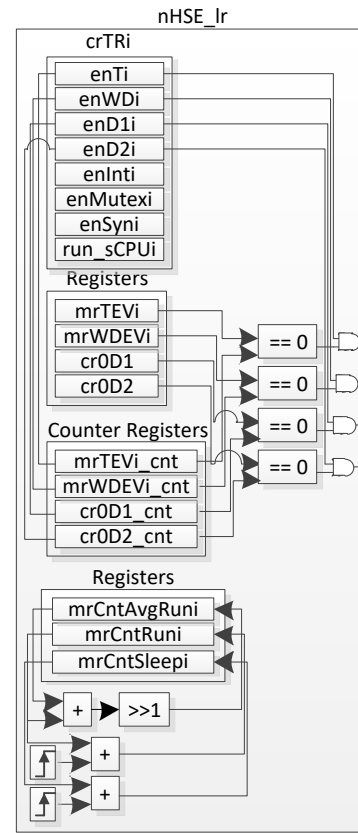 nHSE_lr
crTRi
enTi
enWDi
enD1i
enD2i
enInti
enMutexi
enSyni
run_sCPUi
Registers
mrTEVi
mrWDEVi
cr0D1
cr0D2
== 0
== 0
== 0
== 0
Counter Registers
mrTEVi_cnt
mrWDEVi_cnt
cr0D1_cnt
cr0D2_cnt
Registers
mrCntAvgRuni
mrCntRuni
mrCntSleepi
+
>>1
+
+